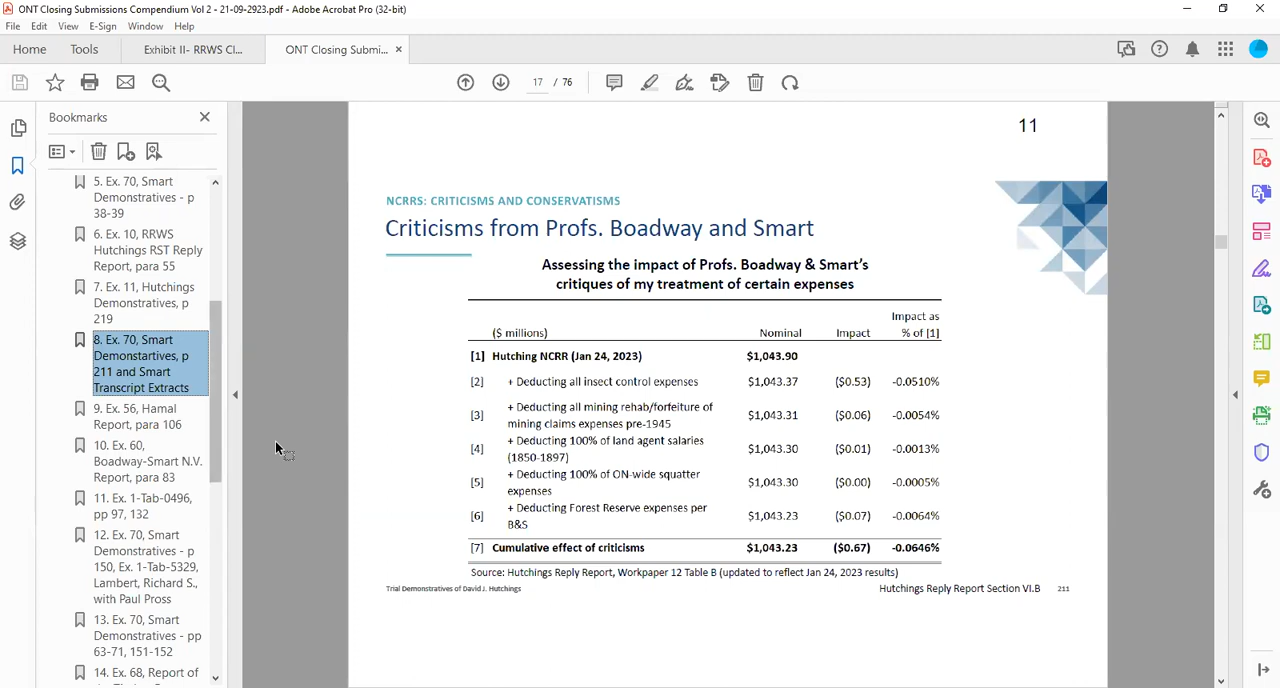 ONT Closing Submissions Compendium Vol 2 - 21-09-2923.pdf - Adobe Acrobat Pro (32-bit)
File Edit View E-Sign Window Help
Home Tools Exhibit II- RRWS Cl... ONT Closing Submi... ×
17 / 76
Bookmarks
5. Ex. 70, Smart
Demonstratives - p
38-39
6. Ex. 10, RRWS
Hutchings RST Reply
Report, para 55
7. Ex. 11, Hutchings
Demonstratives, p
219
8. Ex. 70, Smart
Demonstartives, p
211 and Smart
Transcript Extracts
9. Ex. 56, Hamal
Report, para 106
10. Ex. 60,
Boadway-Smart N.V.
Report, para 83
11. Ex. 1-Tab-0496,
pp 97, 132
12. Ex. 70, Smart
Demonstratives - p
150, Ex. 1-Tab-5329,
Lambert, Richard S.,
with Paul Pross
13. Ex. 70, Smart
Demonstratives - pp
63-71, 151-152
14. Ex. 68, Report of
11
NCRRS: CRITICISMS AND CONSERVATISMS
Criticisms from Profs. Boadway and Smart
Assessing the impact of Profs. Boadway & Smart's
critiques of my treatment of certain expenses
($ millions) Nominal Impact Impact as
% of [1]
[1] Hutching NCRR (Jan 24, 2023) $1,043.90
[2] + Deducting all insect control expenses $1,043.37 ($0.53) -0.0510%
[3] + Deducting all mining rehab/forfeiture of
mining claims expenses pre-1945 $1,043.31 ($0.06) -0.0054%
[4] + Deducting 100% of land agent salaries
(1850-1897) $1,043.30 ($0.01) -0.0013%
[5] + Deducting 100% of ON-wide squatter
expenses $1,043.30 ($0.00) -0.0005%
[6] + Deducting Forest Reserve expenses per
B&S $1,043.23 ($0.07) -0.0064%
[7] Cumulative effect of criticisms $1,043.23 ($0.67) -0.0646%
Source: Hutchings Reply Report, Workpaper 12 Table B (updated to reflect Jan 24, 2023 results)
Trial Demonstratives of David J. Hutchings Hutchings Reply Report Section VI.B 211